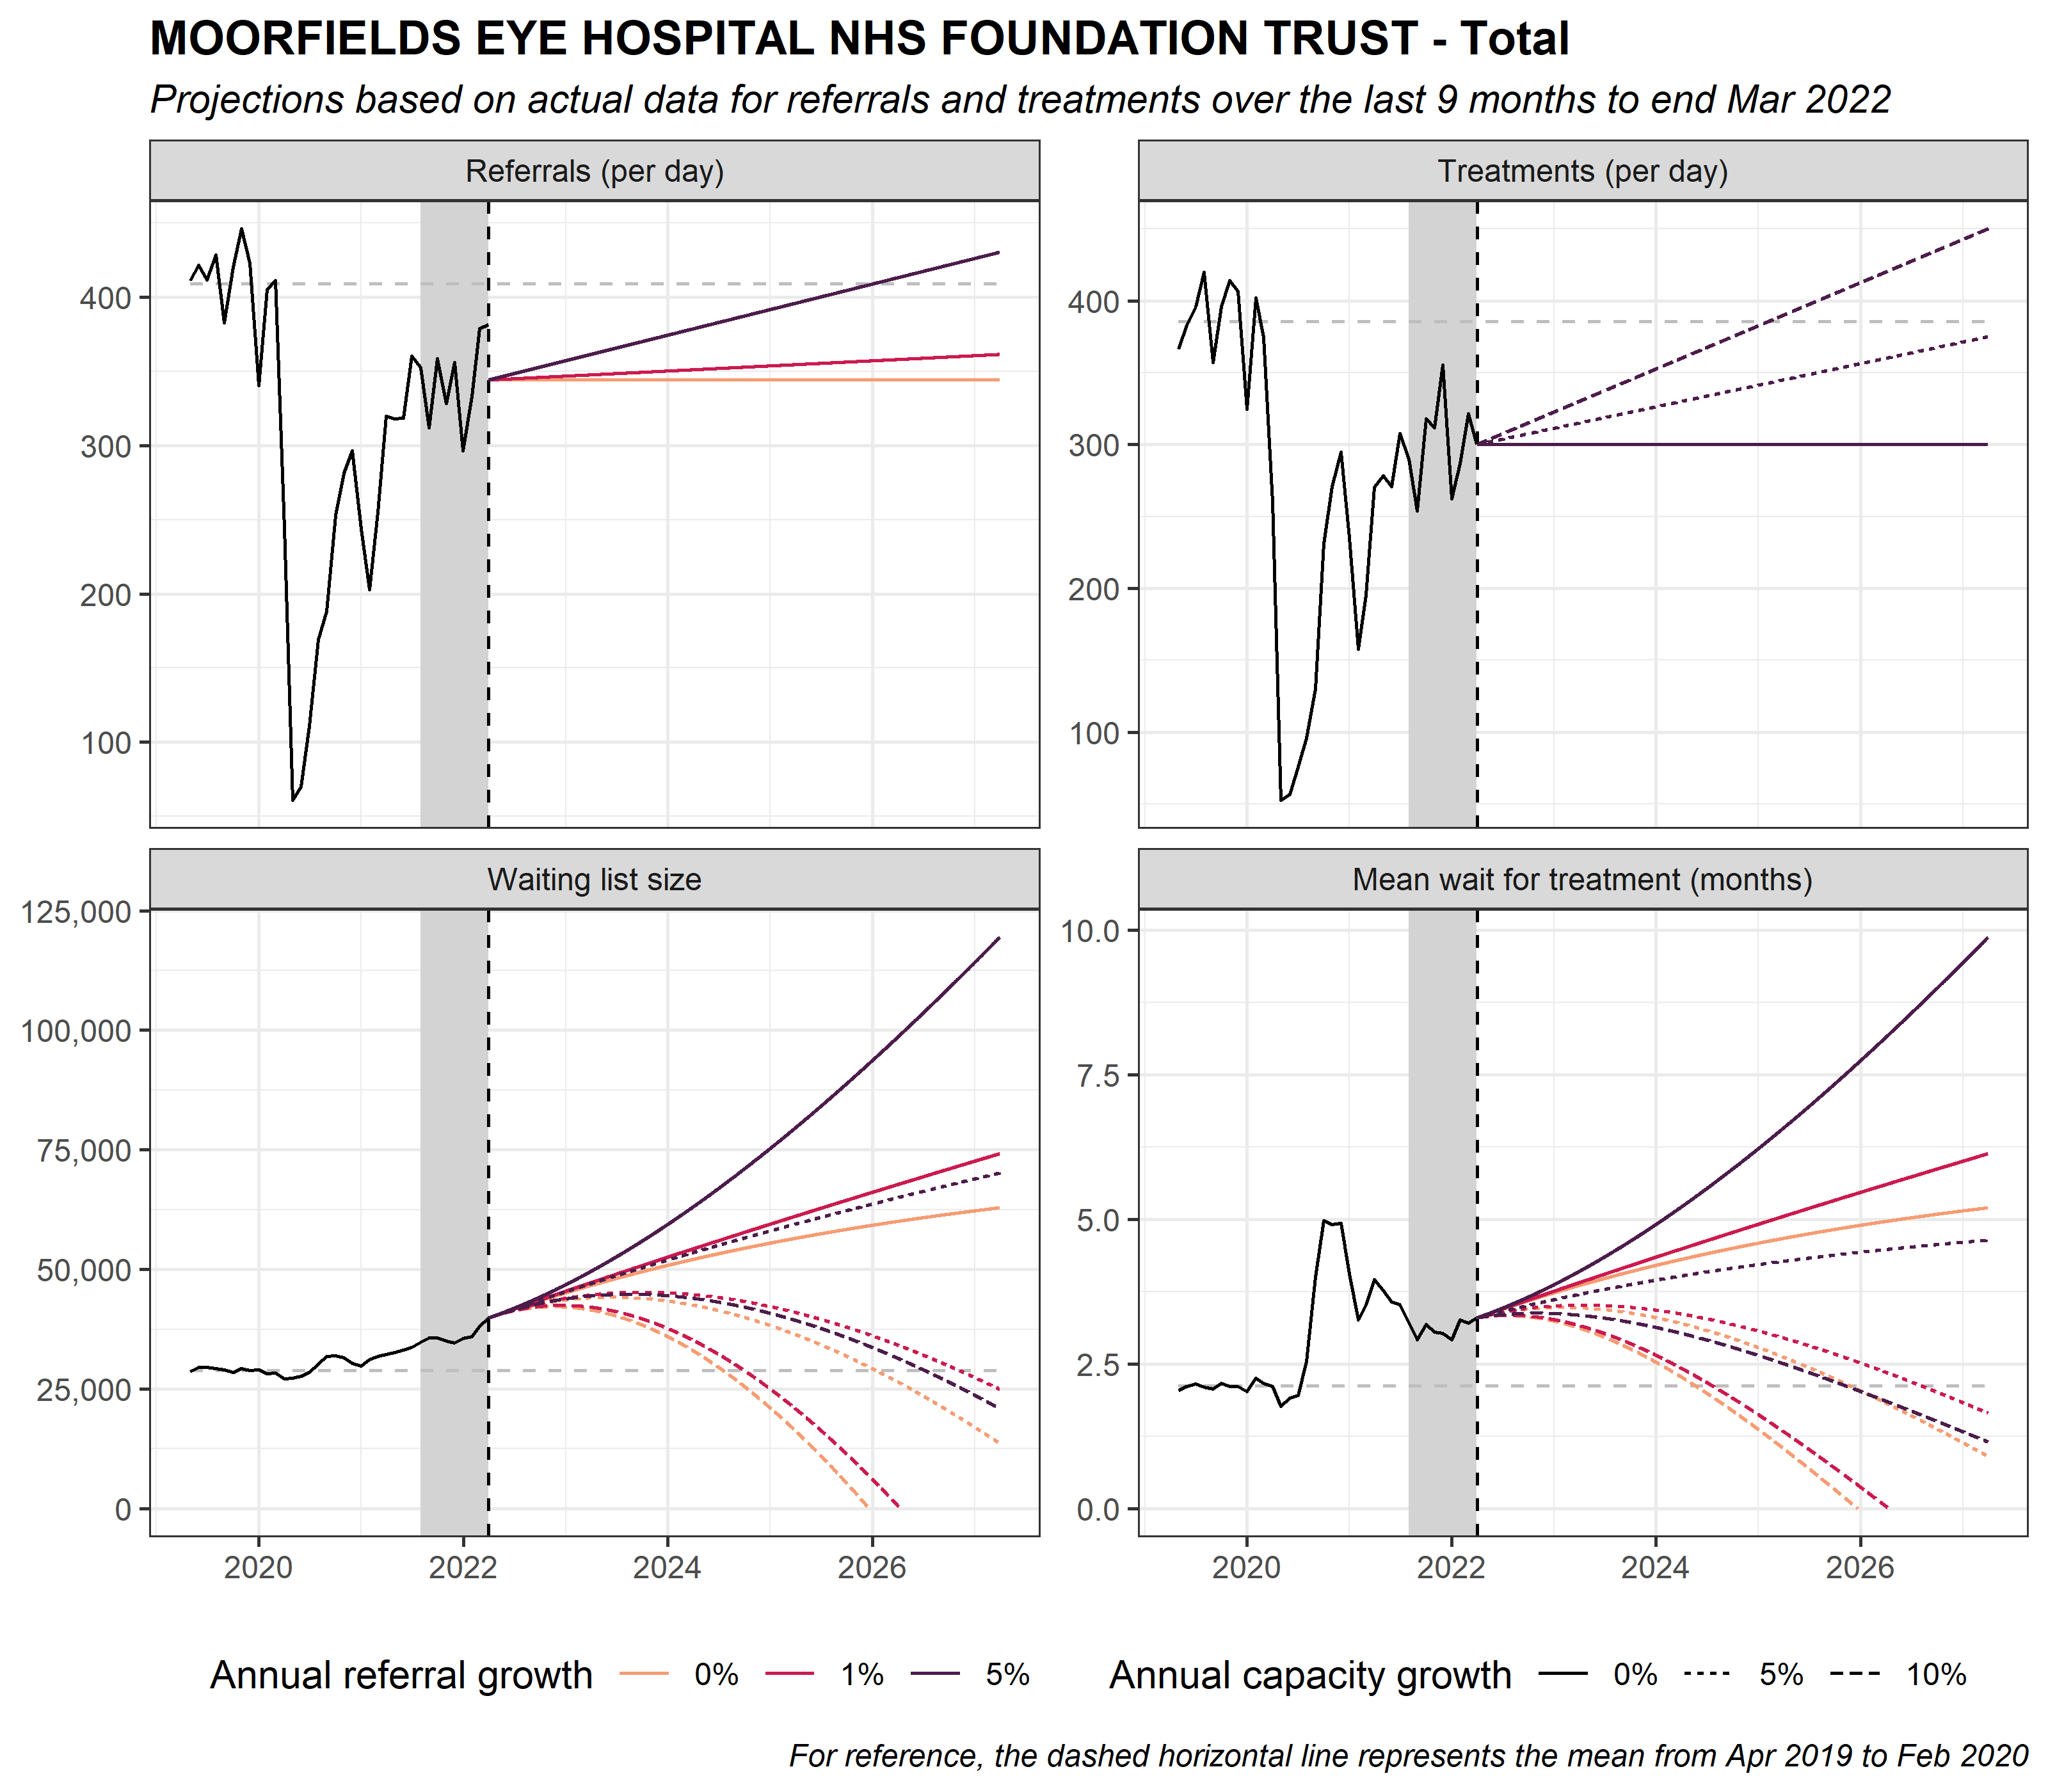 MOORFIELDS EYE HOSPITAL NHS FOUNDATION TRUST - Total
Projections based on actual data for referrals and treatments over the last 9 months to end Mar 2022
Referrals (per day)
400
300
200
100
Treatments (per day)
400
300
200
100
Waiting list size
125,000
100,000
75,000
50,000
25,000
0
2020 2022 2024 2026
Mean wait for treatment (months)
10.0
7.5
5.0
2.5
0.0
2020 2022 2024 2026
Annual referral growth 0% 1% 5%
Annual capacity growth 0% 5% 10%
For reference, the dashed horizontal line represents the mean from Apr 2019 to Feb 2020